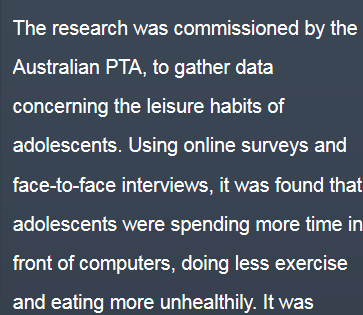 The research was commissioned by the
Australian PTA, to gather data
concerning the leisure habits of
adolescents. Using online surveys and
face-to-face interviews, it was found that
adolescents were spending more time in
front of computers, doing less exercise
and eating more unhealthily. It was